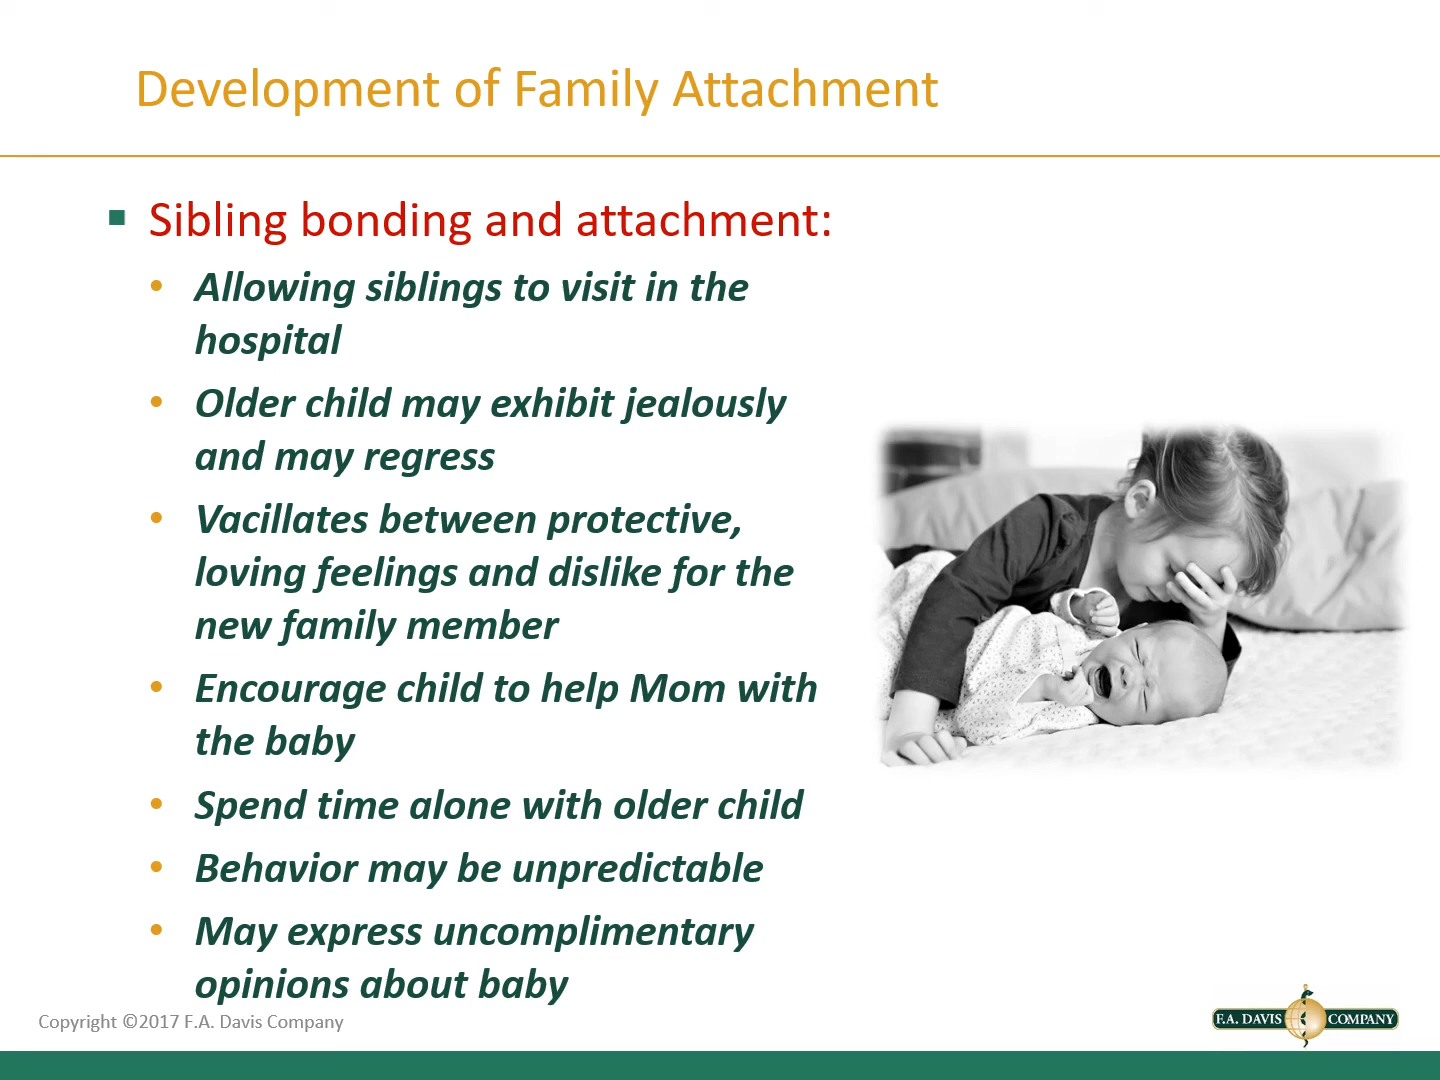 Development of Family Attachment
Sibling bonding and attachment:
Allowing siblings to visit in the
hospital
Older child may exhibit jealously
and may regress
Vacillates between protective,
loving feelings and dislike for the
new family member
Encourage child to help Mom with
the baby
Spend time alone with older child
Behavior may be unpredictable
May express uncomplimentary
opinions about baby
Copyright ©2017 F.A. Davis Company
F.A. DAVIS COMPANY